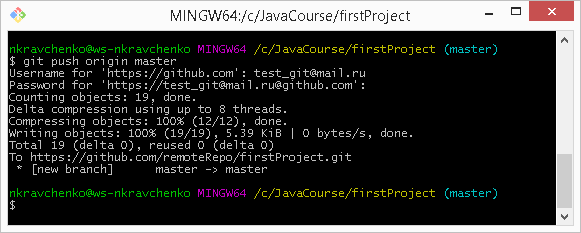 MINGW64:/c/JavaCourse/firstProject
nkravchenko@ws-nkravchenko MINGW64 /c/JavaCourse/firstProject (master)
$ git push origin master
Username for 'https://github.com': test_git@mail.ru
Password for 'https://test_git@mail.ru@github.com':
Counting objects: 19, done.
Delta compression using up to 8 threads.
Compressing objects: 100% (12/12), done.
Writing objects: 100% (19/19), 5.39 KiB | 0 bytes/s, done.
Total 19 (delta 0), reused 0 (delta 0)
To https://github.com/remoteRepo/firstProject.git
 * [new branch]      master -> master
nkravchenko@ws-nkravchenko MINGW64 /c/JavaCourse/firstProject (master)
$